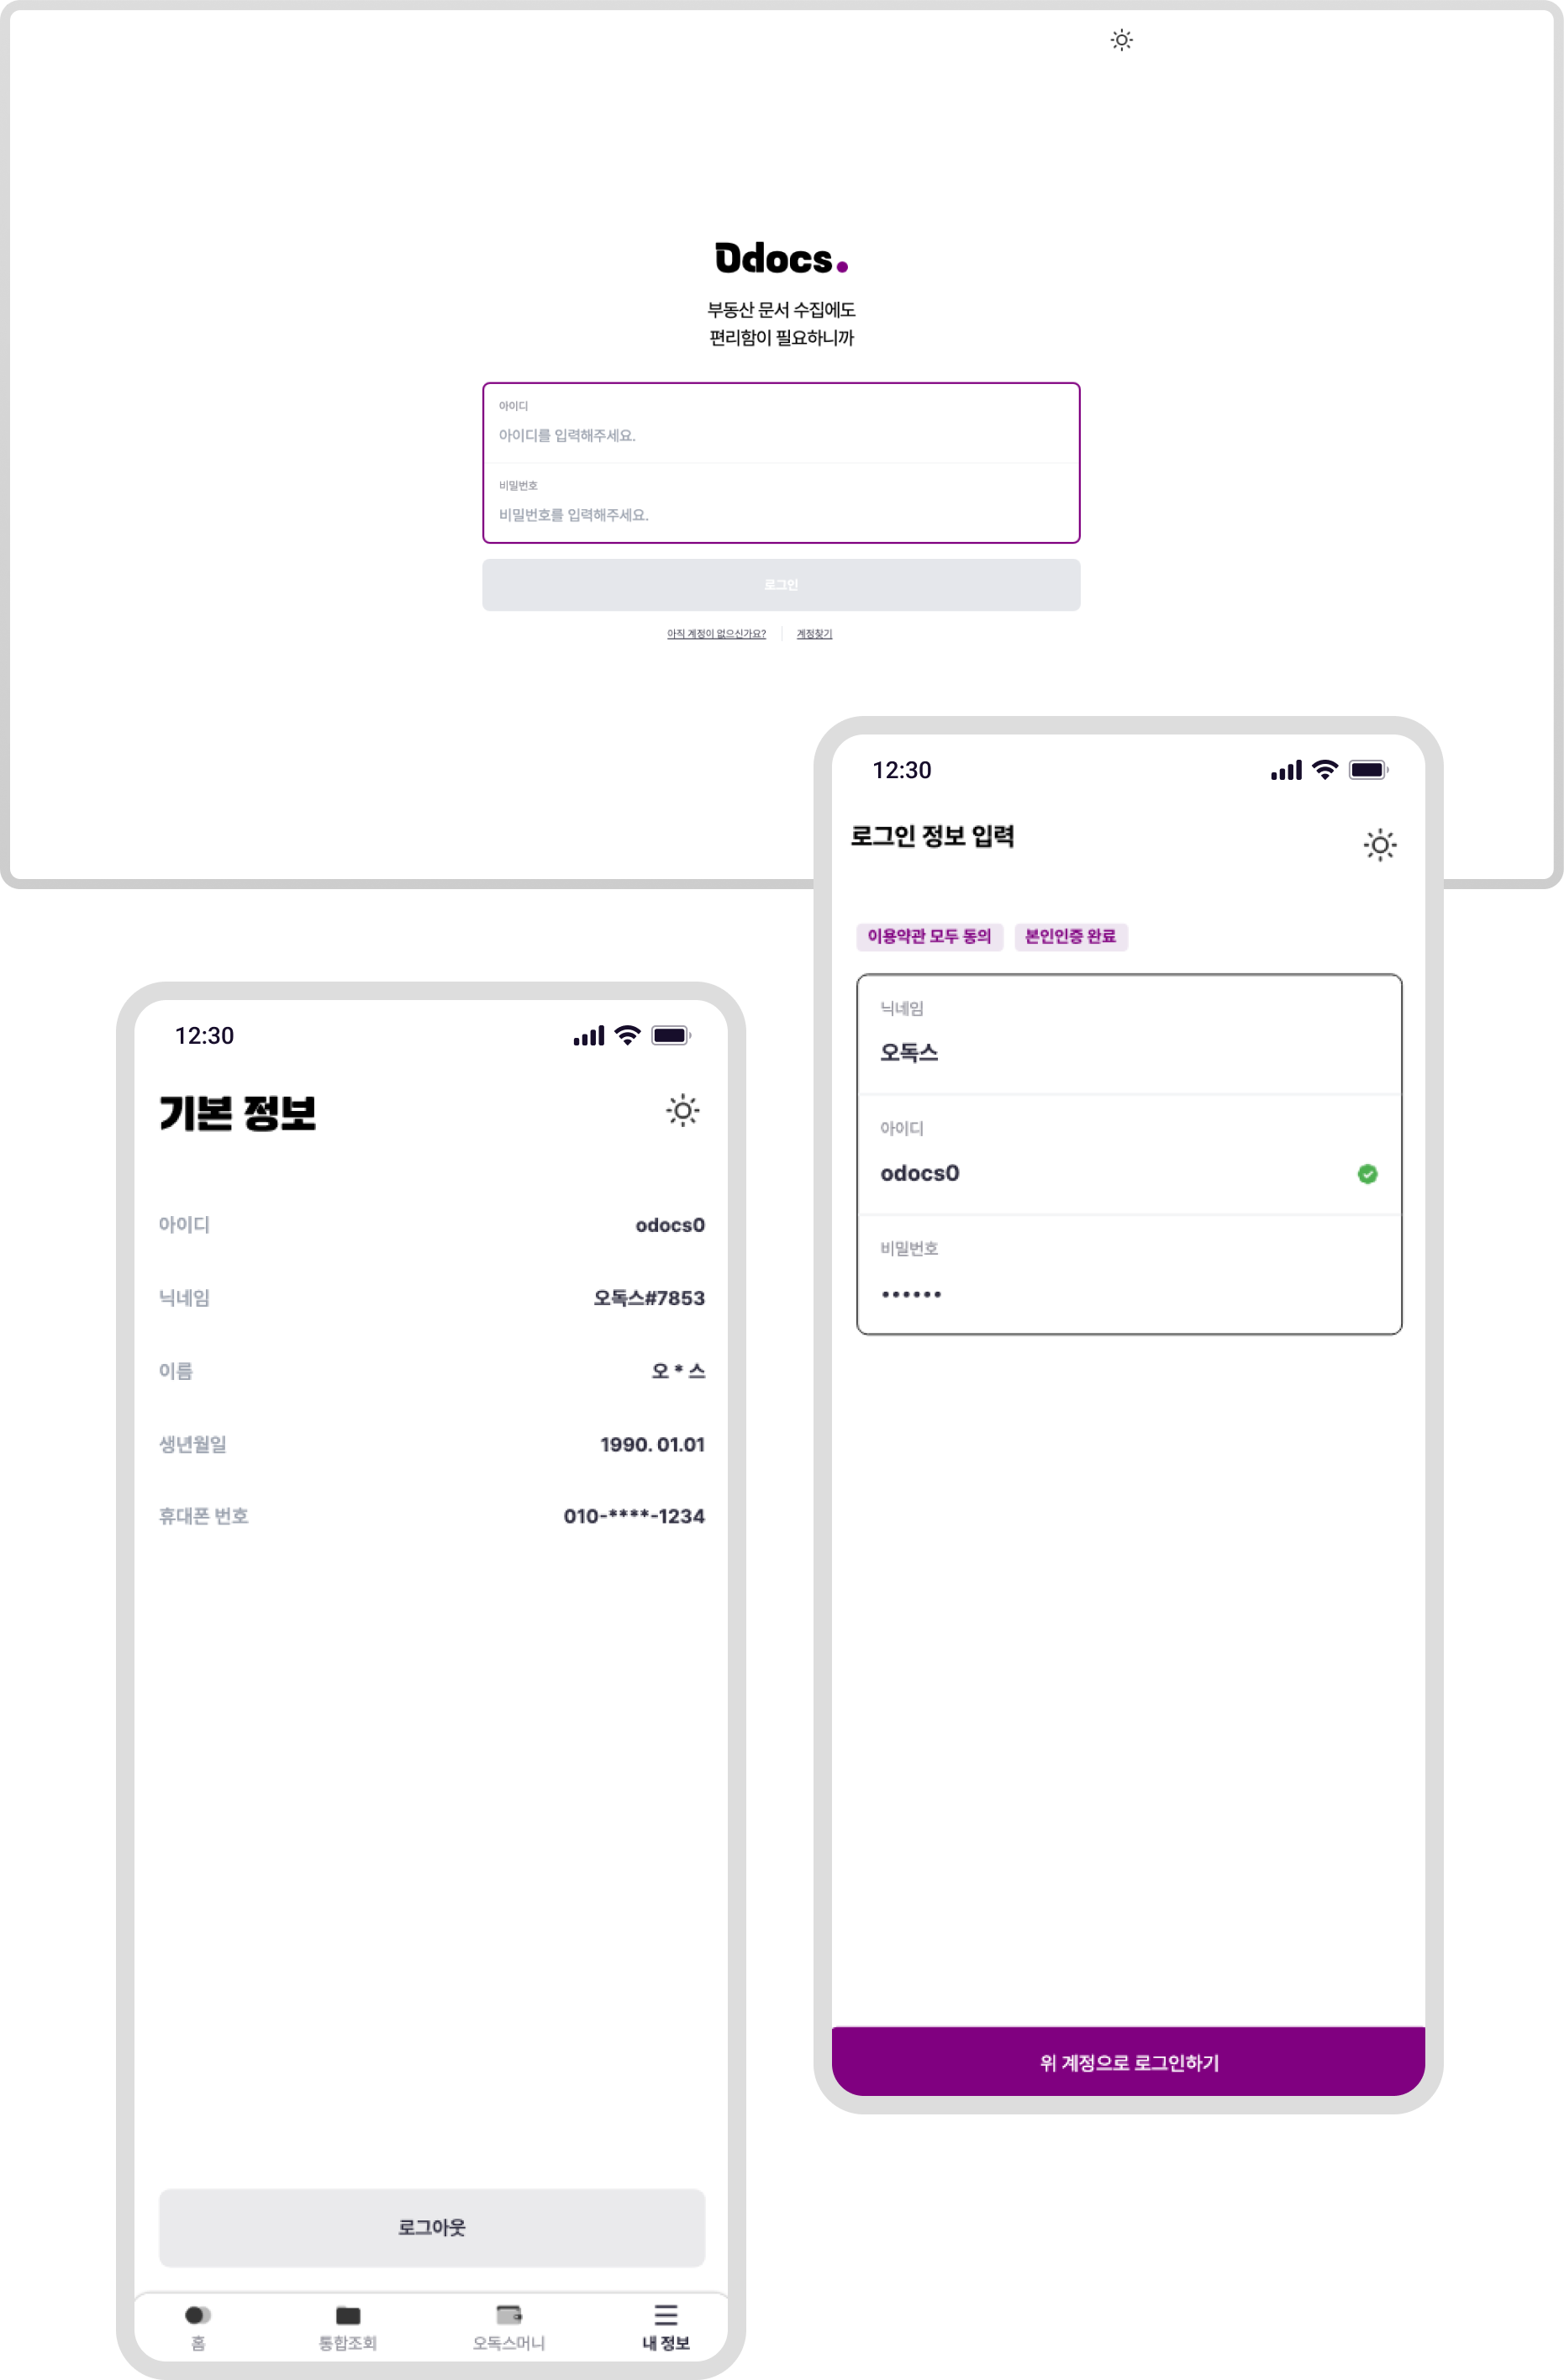 Odocs.
부동산 문서 수집에도
편리함이 필요하니까
아이디
아이디를 입력해주세요.
비밀번호
비밀번호를 입력해주세요.
로그인
아직 계정이 없으신가요? 계정찾기
12:30
로그인 정보 입력
이용약관 모두 동의 본인인증 완료
닉네임
오독스
아이디
odocs0
비밀번호
••••••
위 계정으로 로그인하기
12:30
기본 정보
아이디 odocs0
닉네임 오독스#7853
이름 오 * 스
생년월일 1990. 01.01
휴대폰 번호 010-****-1234
로그아웃
홈 통합조회 오독스머니 내 정보